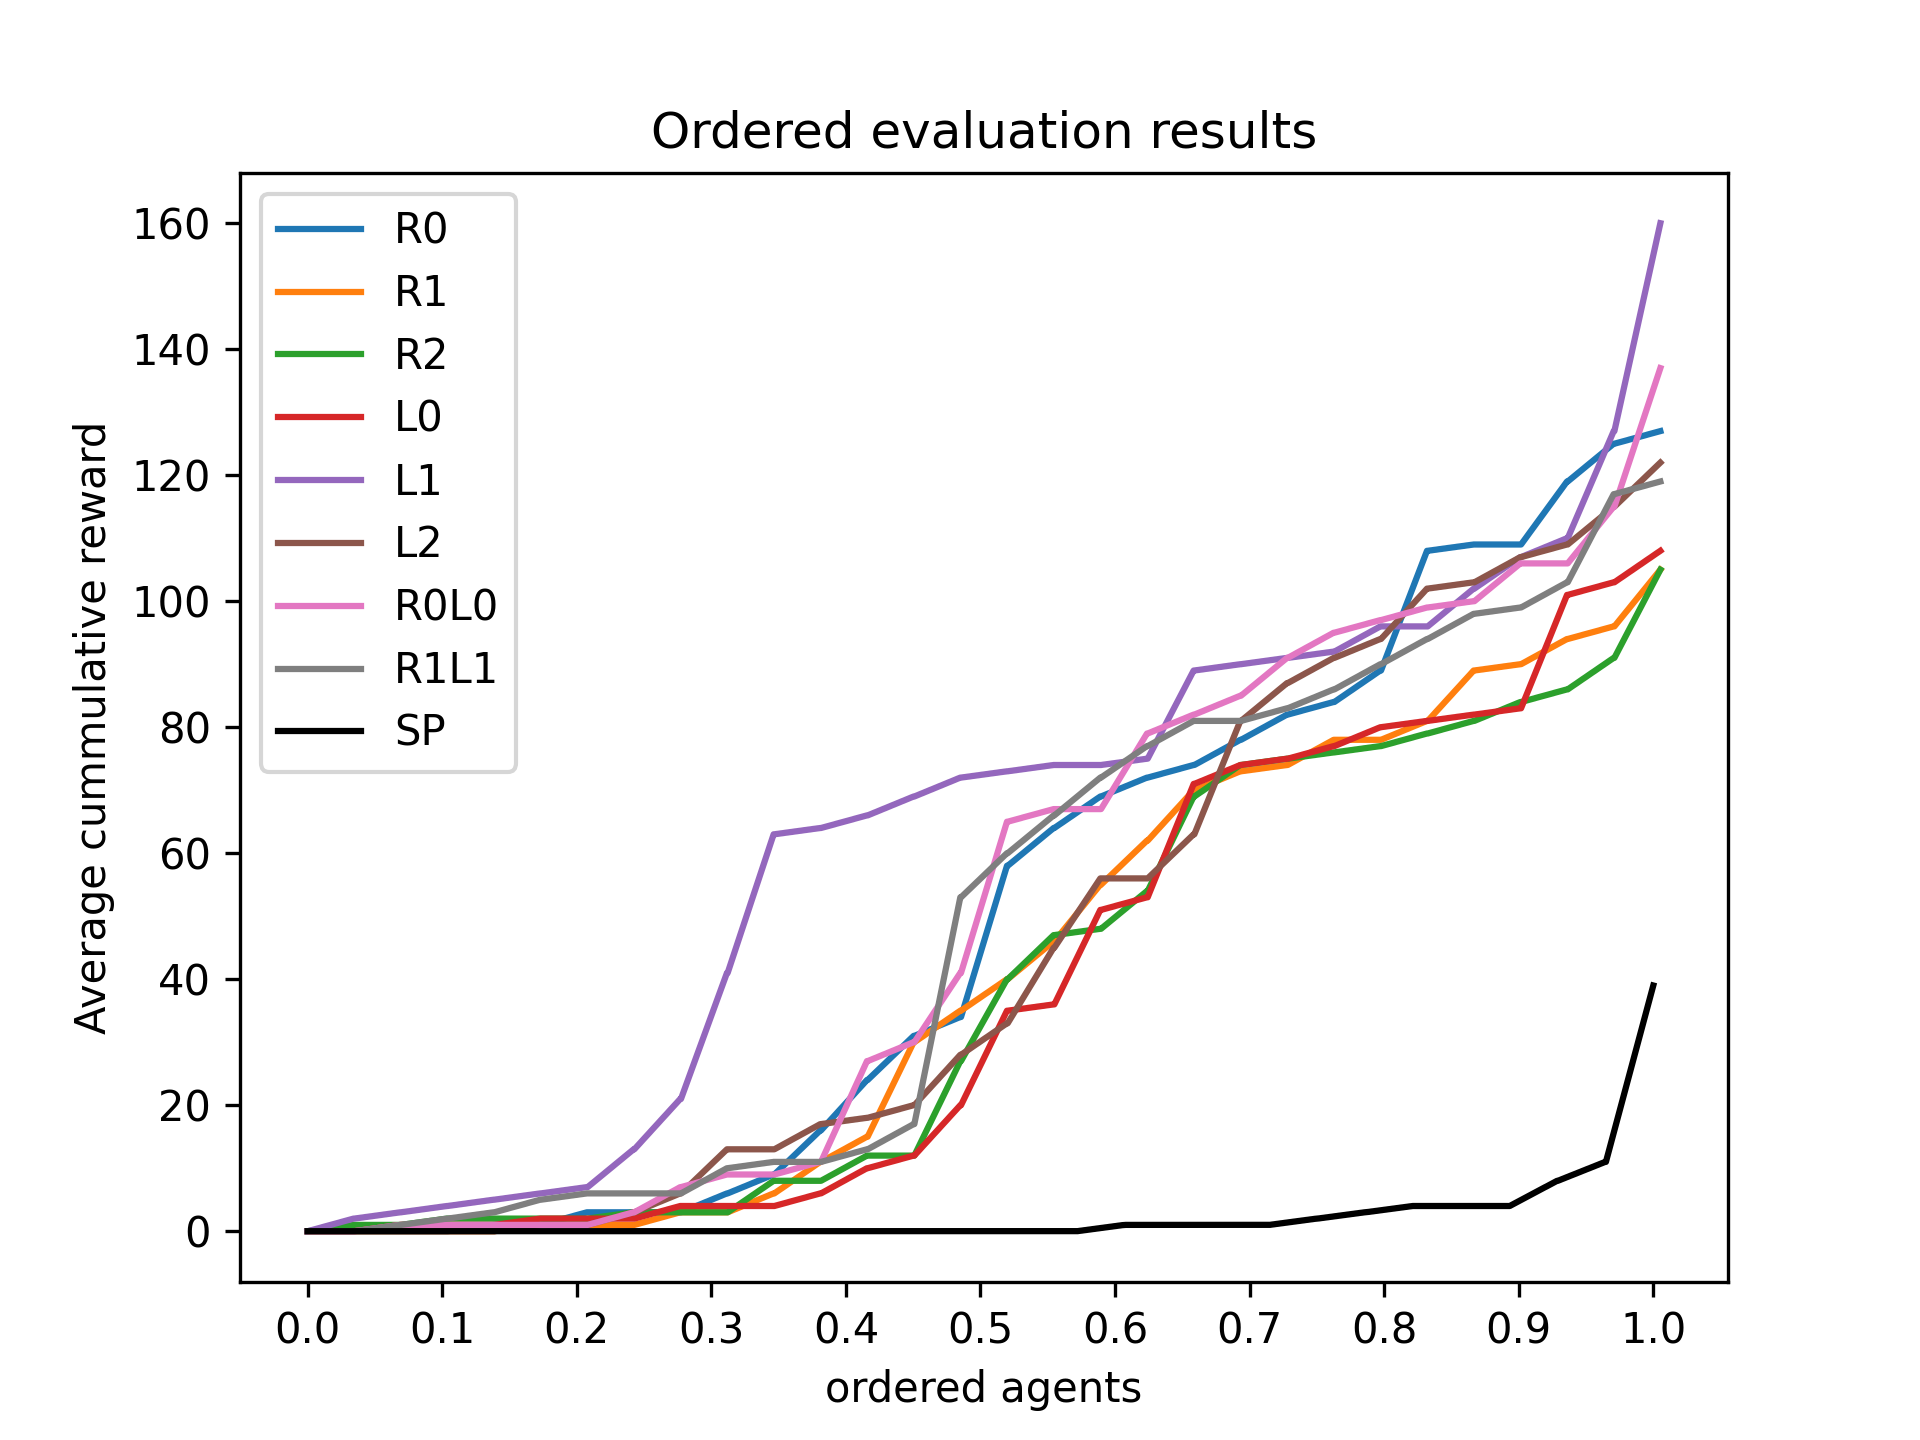 Ordered evaluation results
Average cummulative reward
160
140
120
100
80
60
40
20
0
R0
R1
R2
L0
L1
L2
R0L0
R1L1
SP
0.0 0.1 0.2 0.3 0.4 0.5 0.6 0.7 0.8 0.9 1.0
ordered agents